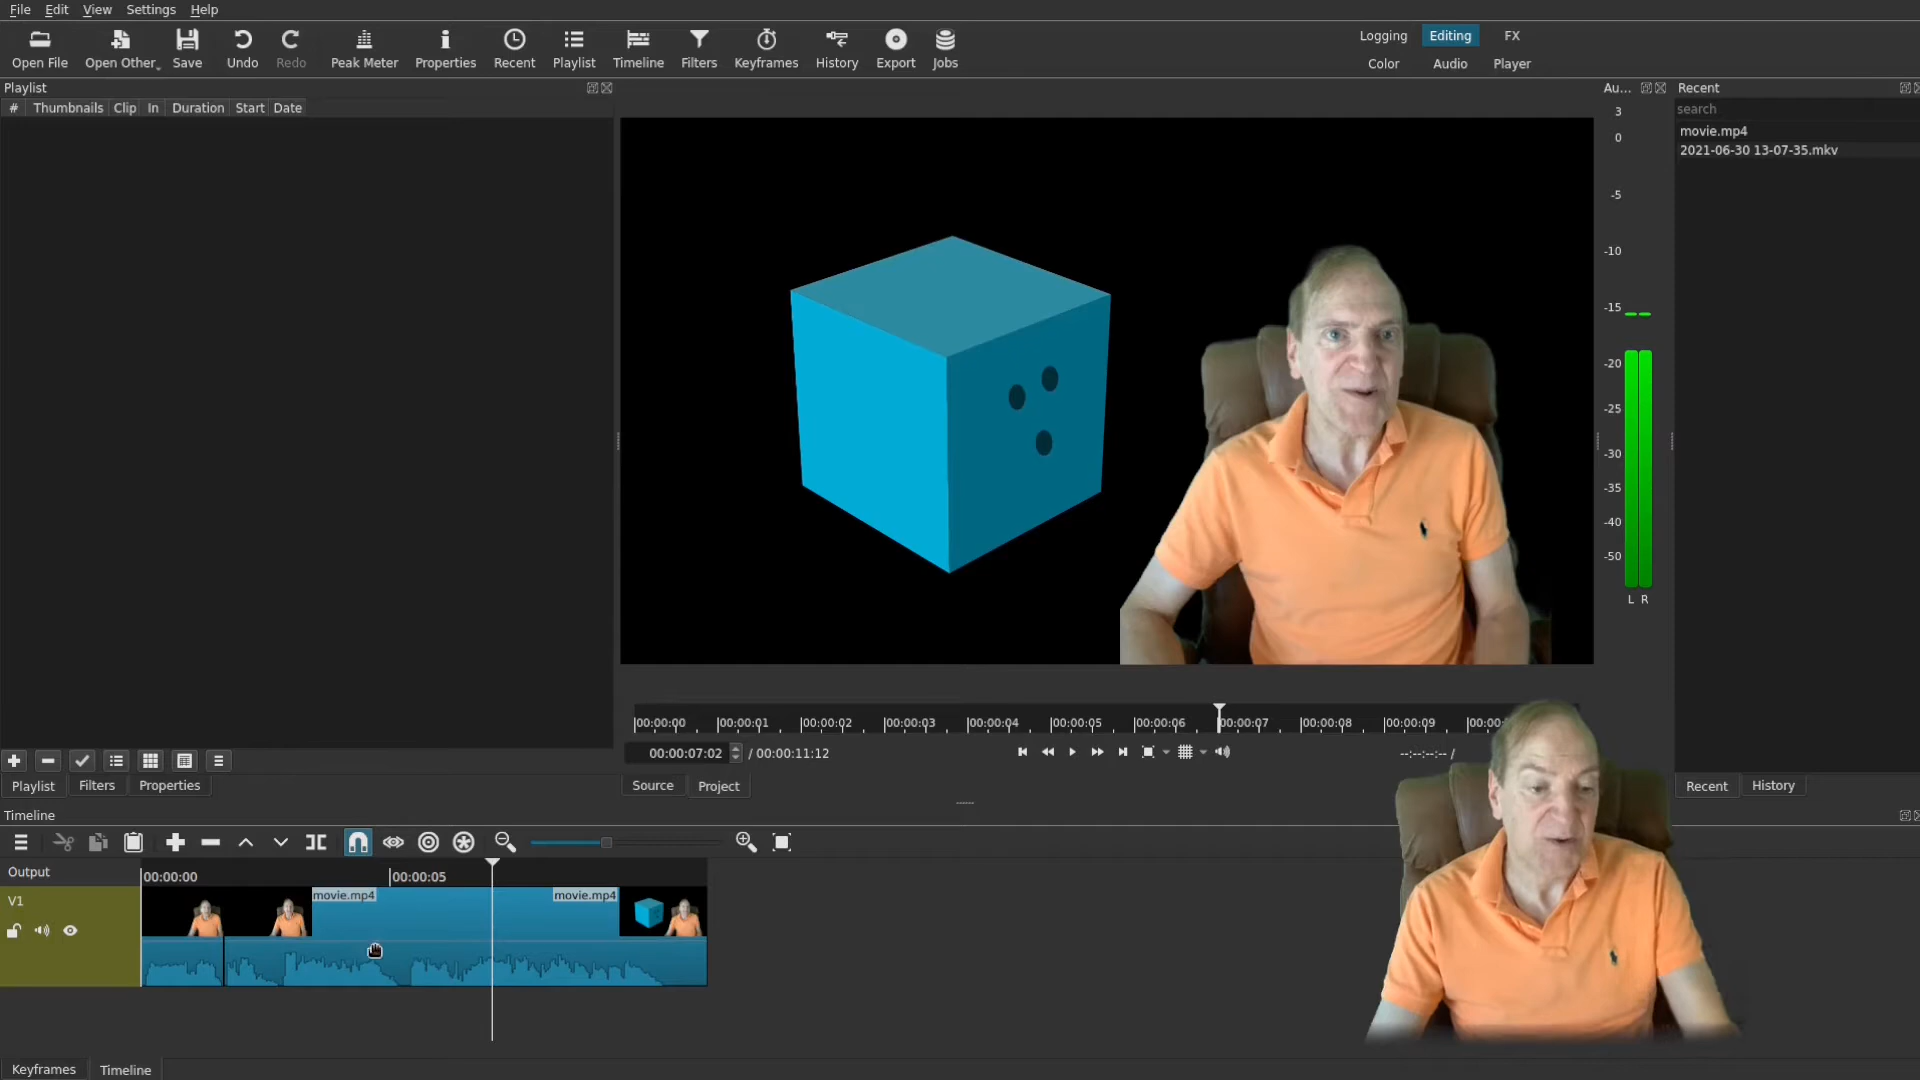 File Edit View Settings Help
Open File Open Other Save Undo Redo Peak Meter Properties Recent Playlist Timeline Filters Keyframes History Export Jobs
Logging Editing FX
Color Audio Player
Playlist
# Thumbnails Clip In Duration Start Date
Au...
3
0
-5
-10
-15
-20
-25
-30
-35
-40
-50
L R
Recent
search
movie.mp4
2021-06-30 13-07-35.mkv
00:00:00 00:00:01 00:00:02 00:00:03 00:00:04 00:00:05 00:00:06 00:00:07 00:00:08 00:00:09
00:00:07:02 / 00:00:11:12
--:--:--:-- /
Playlist Filters Properties
Source Project
Recent History
Timeline
Output
00:00:00 00:00:05
V1
movie.mp4 movie.mp4
Keyframes Timeline